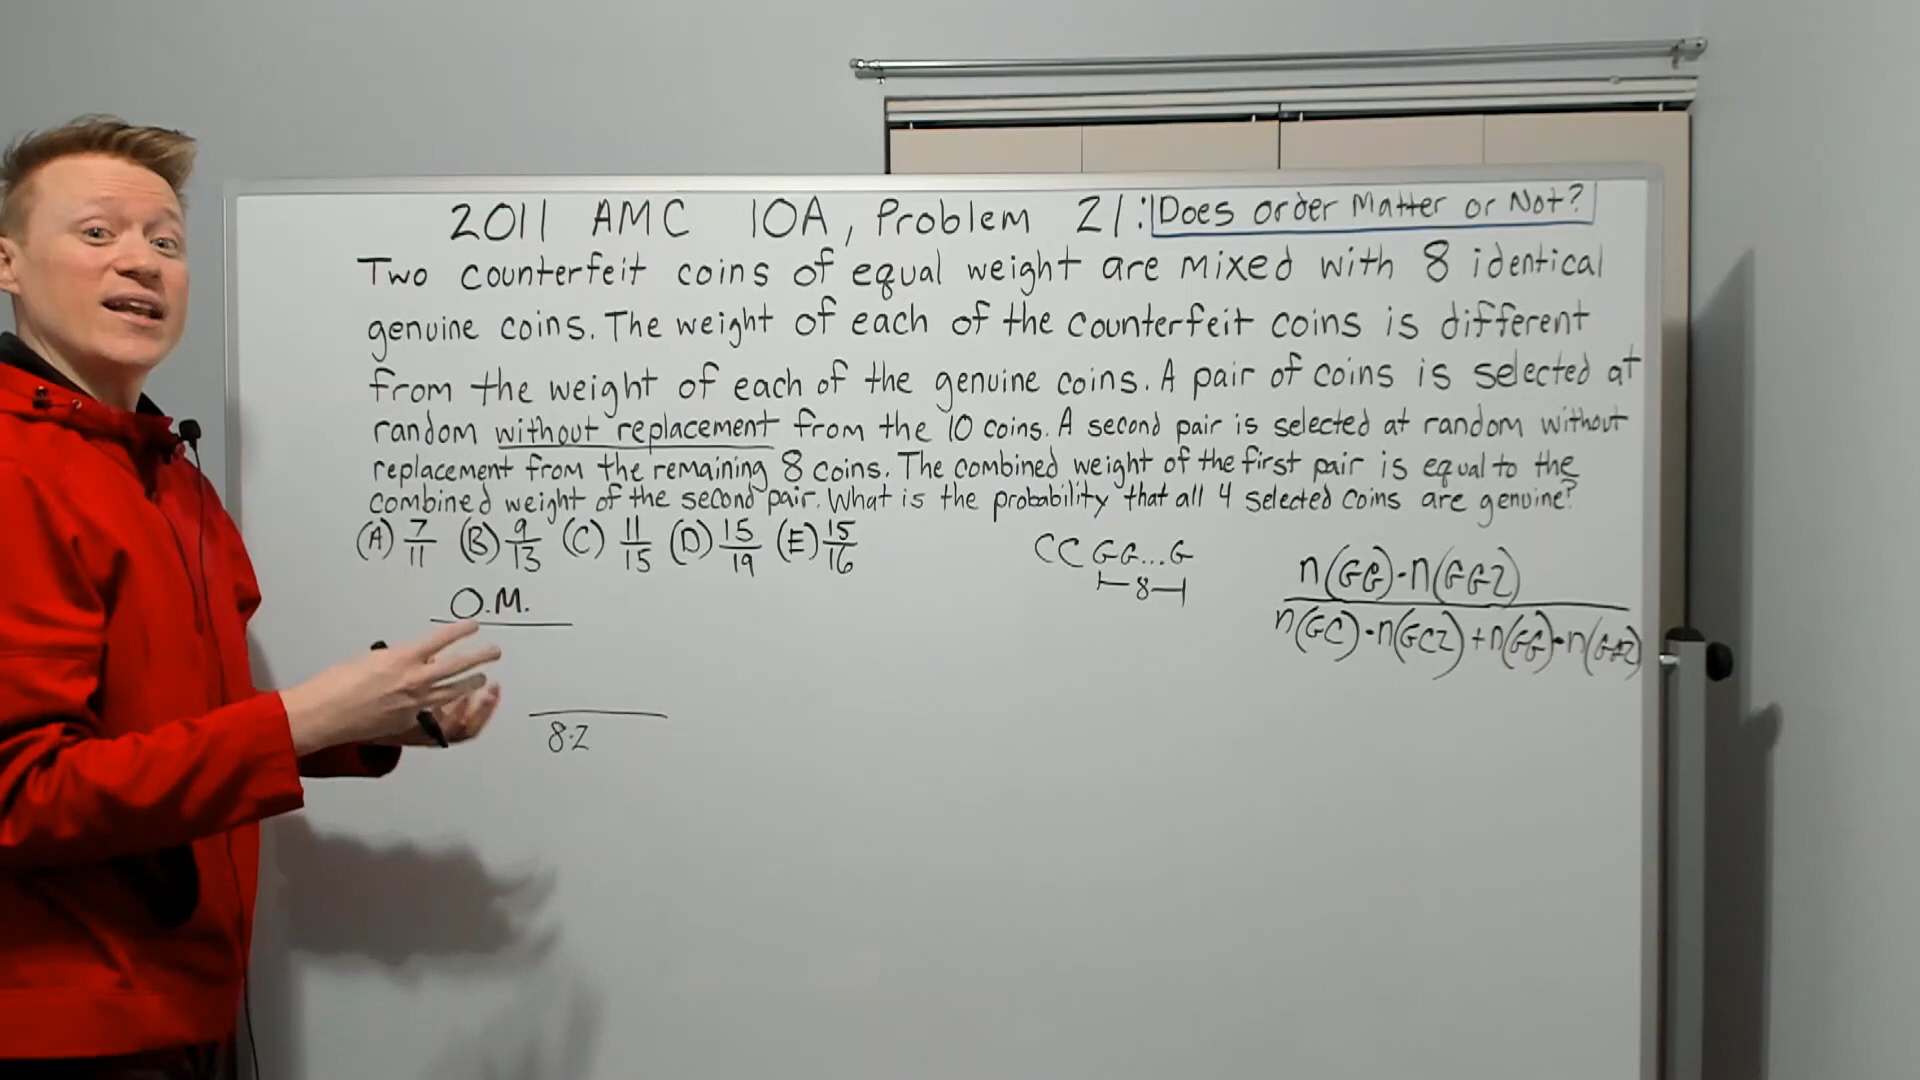 2011 AMC 10A, Problem 21: Does order Matter or Not?
Two counterfeit coins of equal weight are mixed with 8 identical
genuine coins. The weight of each of the counterfeit coins is different
from the weight of each of the genuine coins. A pair of coins is selected at
random without replacement from the 10 coins. A second pair is selected at random without
replacement from the remaining 8 coins. The combined weight of the first pair is equal to the
combined weight of the second pair. What is the probability that all 4 selected coins are genuine?
(A) 7/11 (B) 9/13 (C) 11/15 (D) 15/19 (E) 15/16
CCGG...G
8
n(GG)·n(GG2)
n(GC)·n(GC2)+n(GG)·n(GG2)
O.M.
8·2